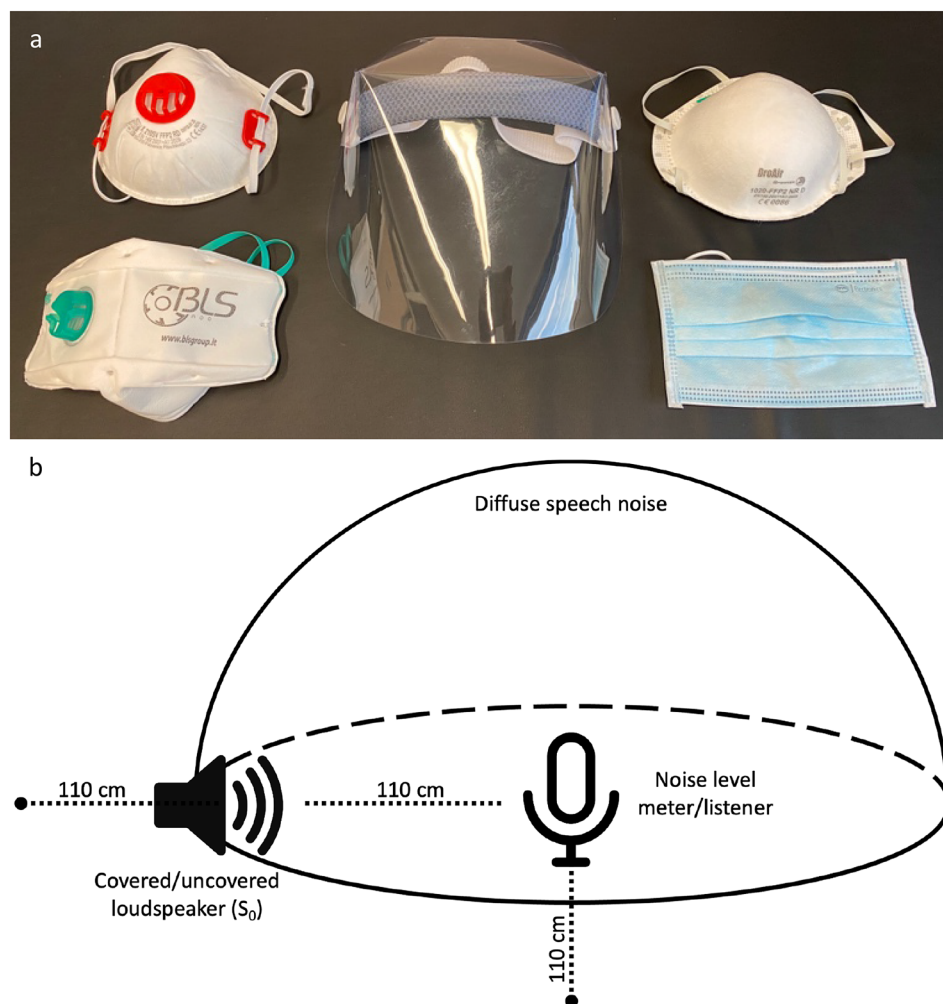 a
BLS
www.blsgroup.it
DroAir
CE 0086
b
Diffuse speech noise
110 cm
110 cm
Noise level
meter/listener
Covered/uncovered
loudspeaker (S₀)
110 cm